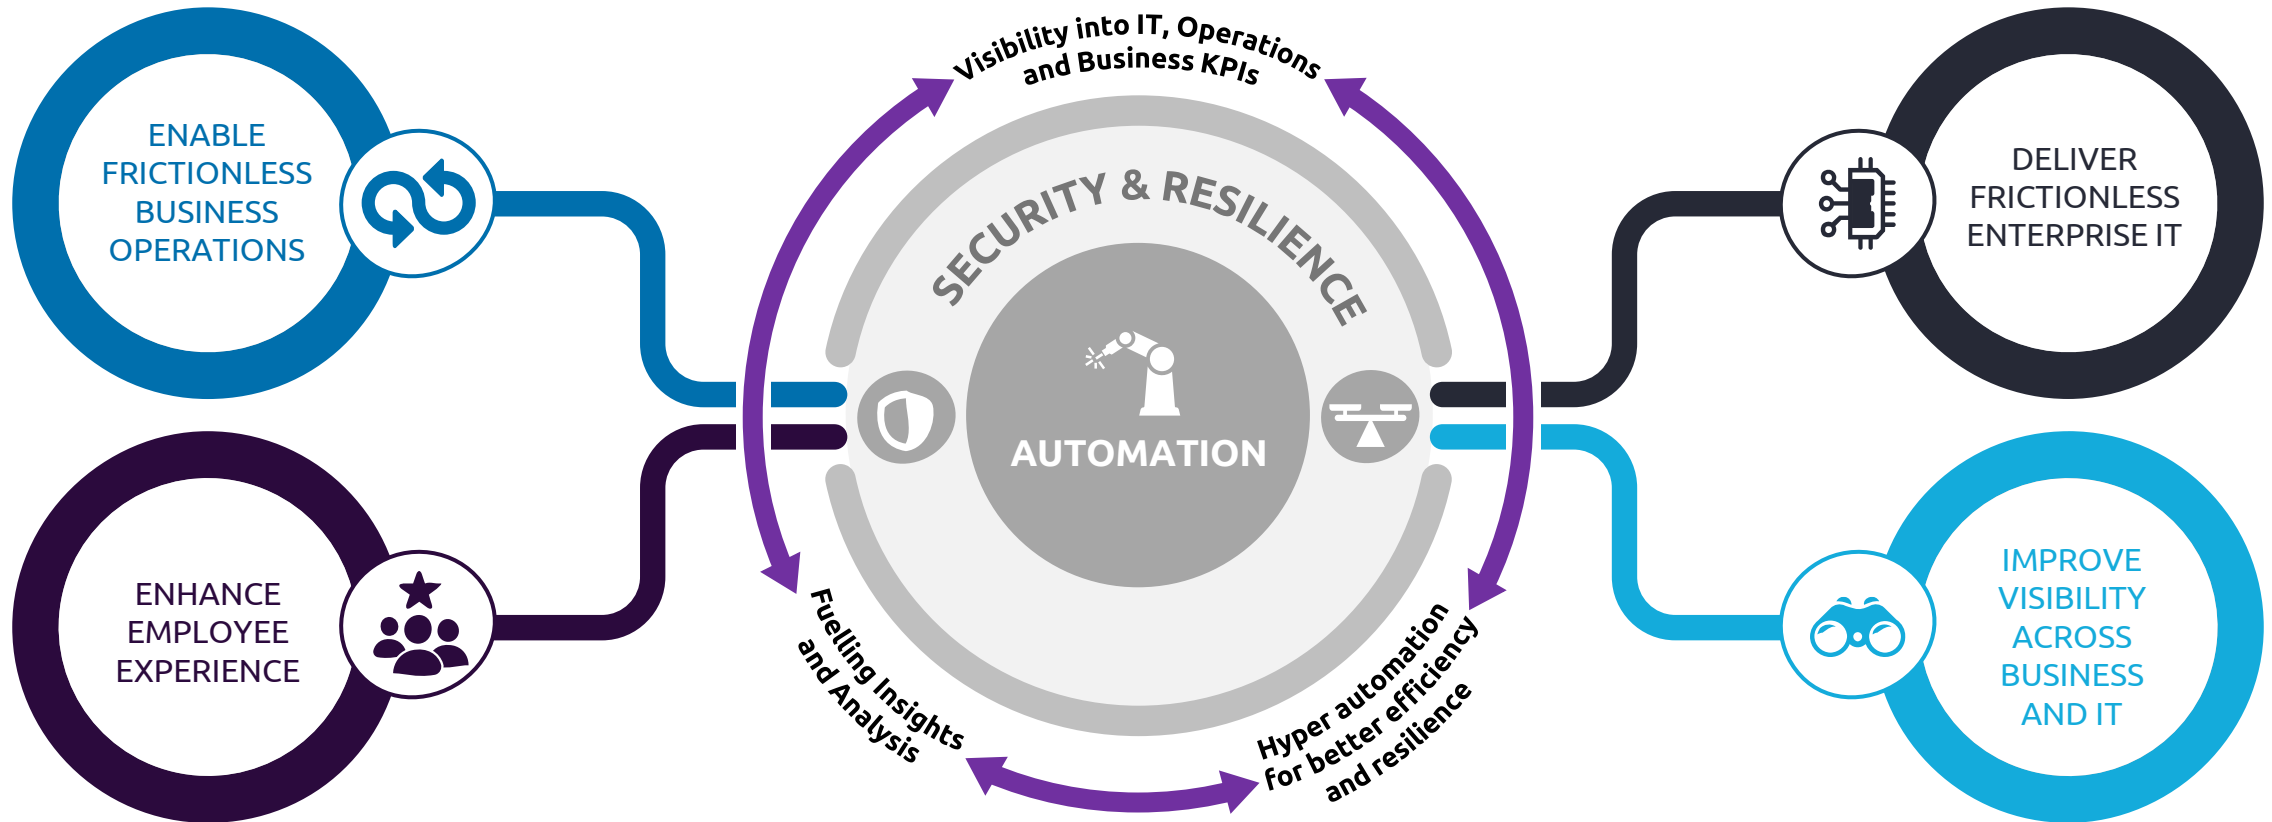 Visibility into IT, Operations
and Business KPIs
ENABLE
FRICTIONLESS
BUSINESS
OPERATIONS
SECURITY & RESILIENCE
AUTOMATION
DELIVER
FRICTIONLESS
ENTERPRISE IT
ENHANCE
EMPLOYEE
EXPERIENCE
Fuelling Insights
and Analysis
Hyper automation
for better efficiency
and resilience
IMPROVE
VISIBILITY
ACROSS
BUSINESS
AND IT